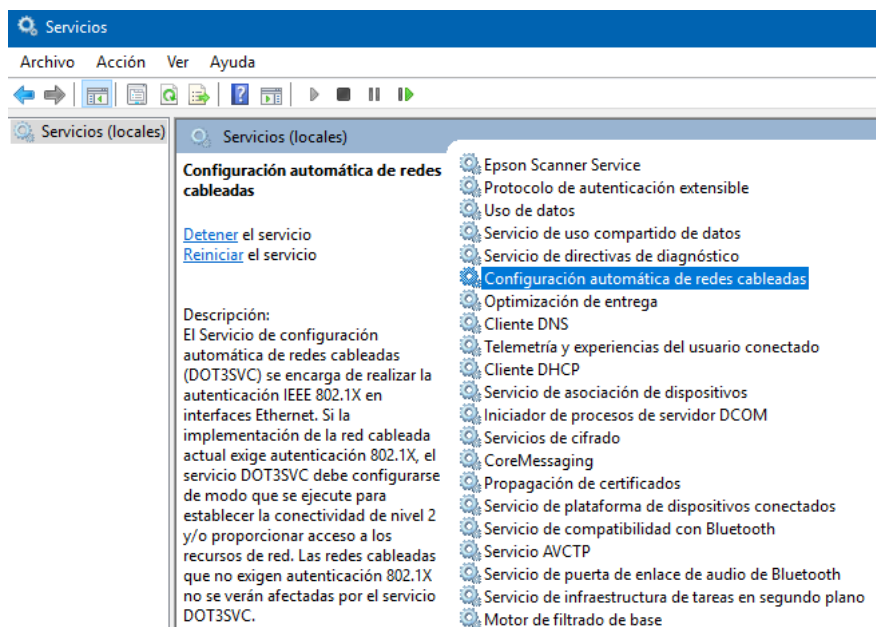 Servicios
Archivo Acción Ver Ayuda
Servicios (locales)
Servicios (locales)
Configuración automática de redes
cableadas
Detener el servicio
Reiniciar el servicio
Descripción:
El Servicio de configuración
automática de redes cableadas
(DOT3SVC) se encarga de realizar la
autenticación IEEE 802.1X en
interfaces Ethernet. Si la
implementación de la red cableada
actual exige autenticación 802.1X, el
servicio DOT3SVC debe configurarse
de modo que se ejecute para
establecer la conectividad de nivel 2
y/o proporcionar acceso a los
recursos de red. Las redes cableadas
que no exigen autenticación 802.1X
no se verán afectadas por el servicio
DOT3SVC.
Epson Scanner Service
Protocolo de autenticación extensible
Uso de datos
Servicio de uso compartido de datos
Servicio de directivas de diagnóstico
Configuración automática de redes cableadas
Optimización de entrega
Cliente DNS
Telemetría y experiencias del usuario conectado
Cliente DHCP
Servicio de asociación de dispositivos
Iniciador de procesos de servidor DCOM
Servicios de cifrado
CoreMessaging
Propagación de certificados
Servicio de plataforma de dispositivos conectados
Servicio de compatibilidad con Bluetooth
Servicio AVCTP
Servicio de puerta de enlace de audio de Bluetooth
Servicio de infraestructura de tareas en segundo plano
Motor de filtrado de base